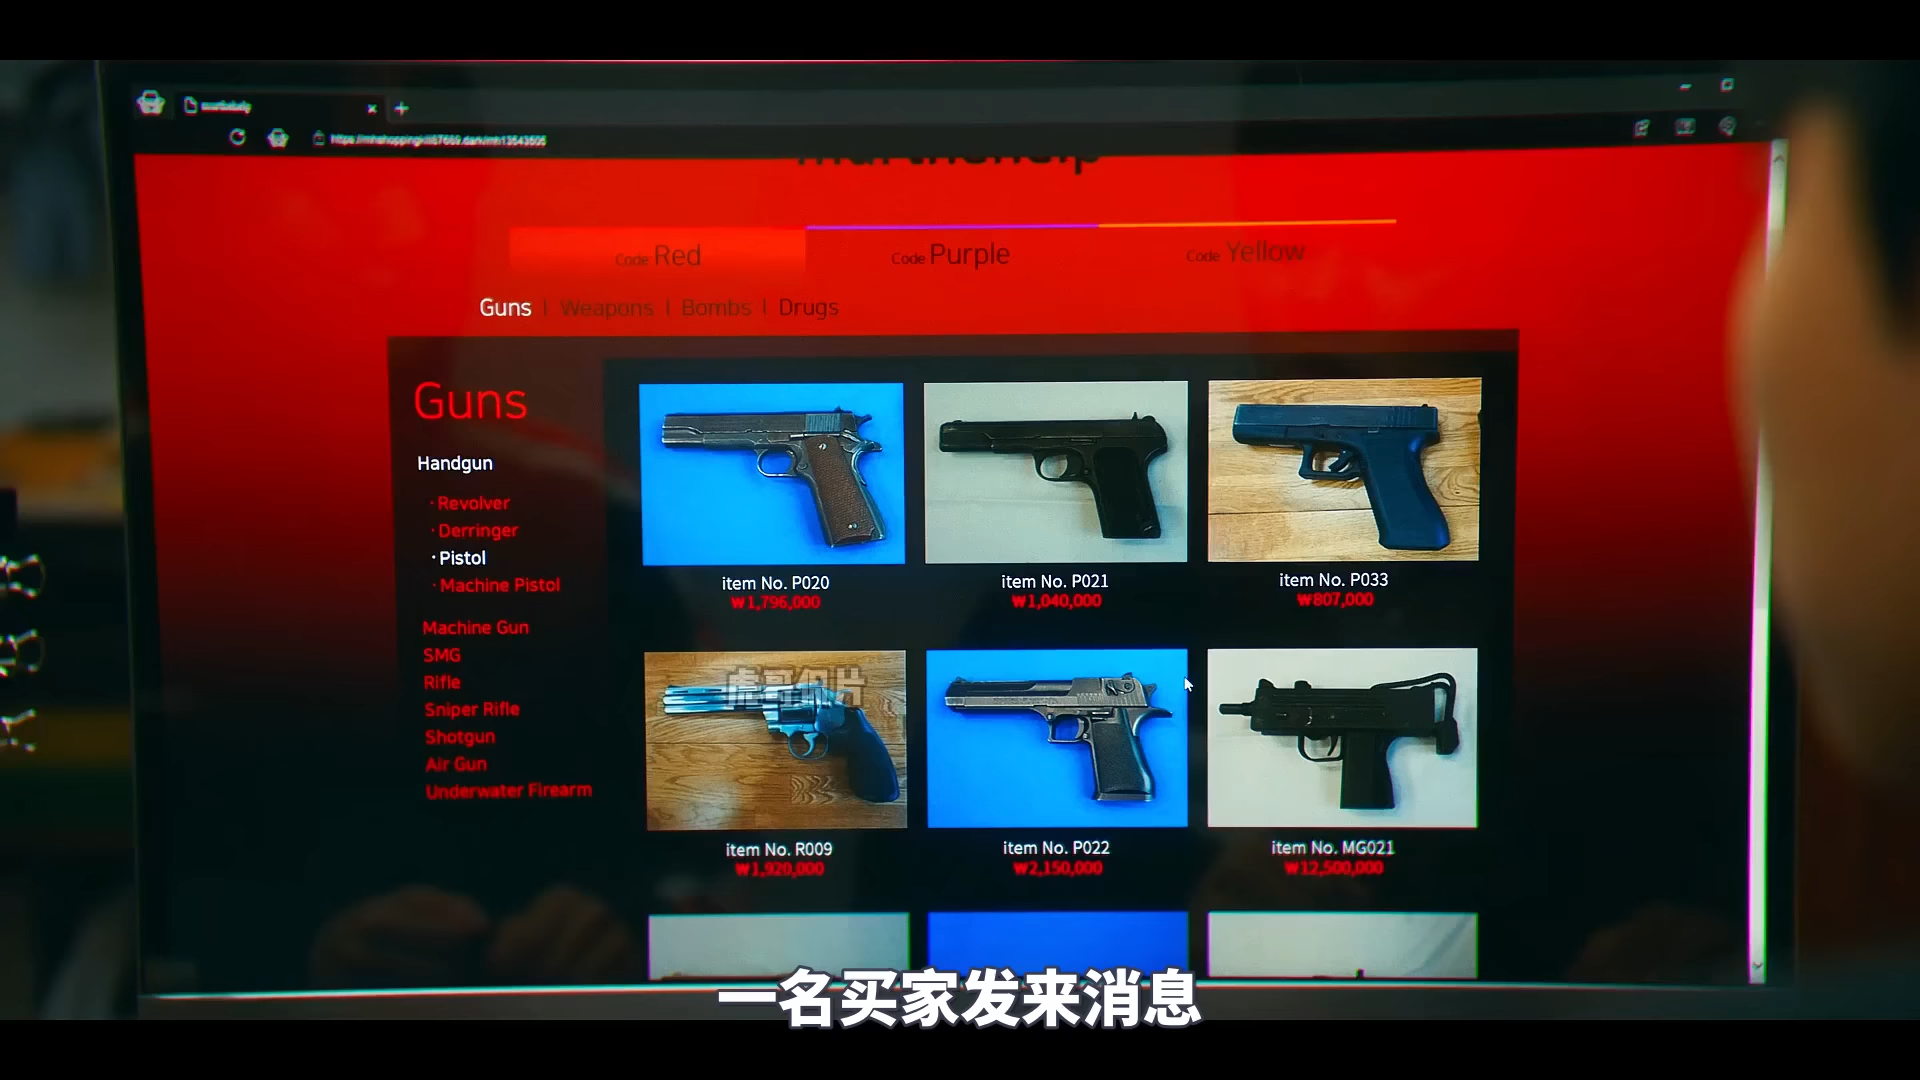 Code Red
Code Purple
Code Yellow
Guns | Weapons | Bombs | Drugs
Guns
Handgun
· Revolver
· Derringer
· Pistol
· Machine Pistol
Machine Gun
SMG
Rifle
Sniper Rifle
Shotgun
Air Gun
Underwater Firearm
item No. P020
₩1,796,000
item No. P021
₩1,040,000
item No. P033
₩807,000
item No. R009
₩1,920,000
item No. P022
₩2,150,000
item No. MG021
₩12,500,000
一名买家发来消息